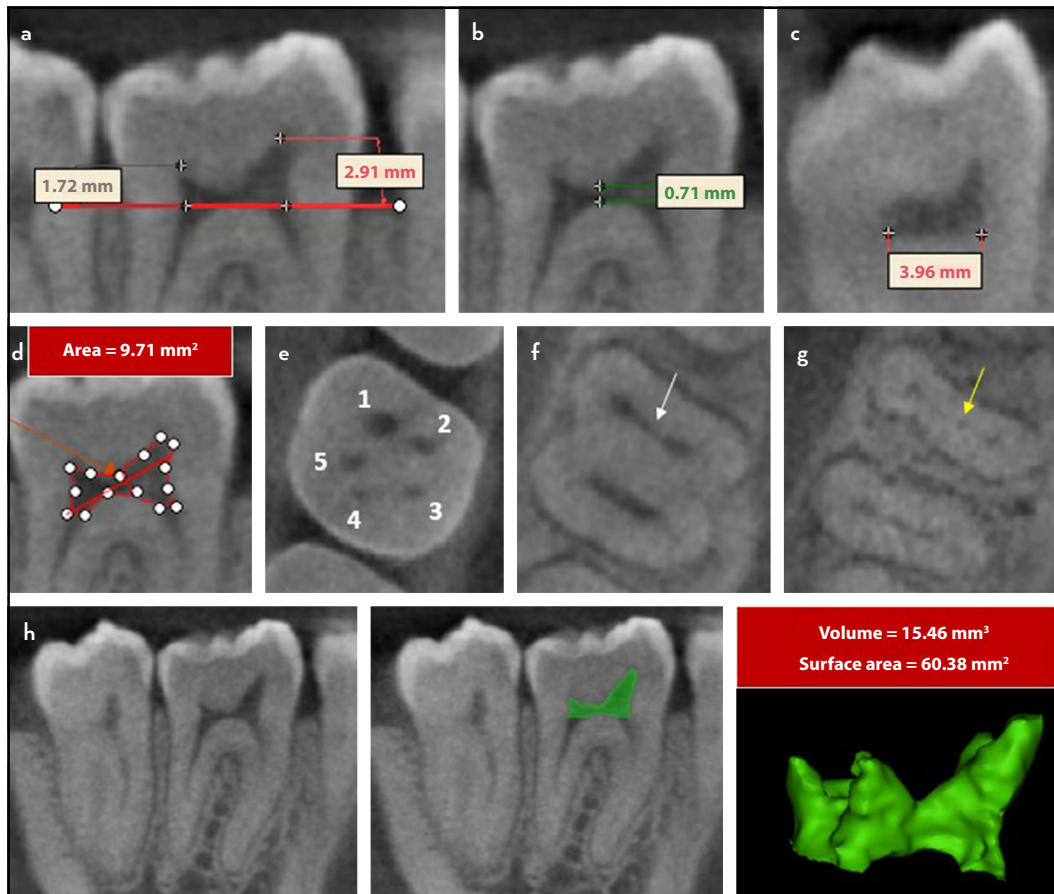 a
1.72 mm
2.91 mm
b
0.71 mm
c
3.96 mm
d
Area = 9.71 mm²
e
1
2
5
4
3
f
g
h
Volume = 15.46 mm³
Surface area = 60.38 mm²